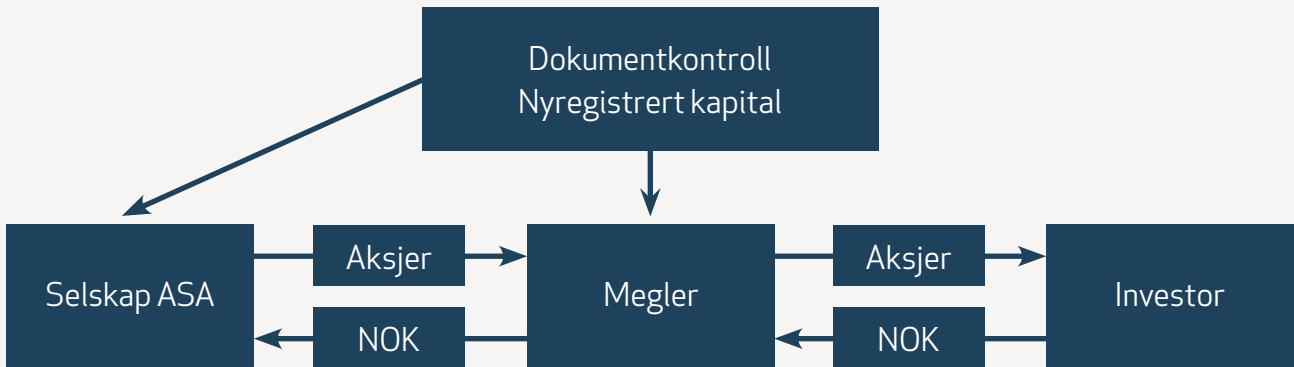 Dokumentkontroll
Nyregistrert kapital
Selskap ASA
Aksjer
NOK
Megler
Aksjer
NOK
Investor